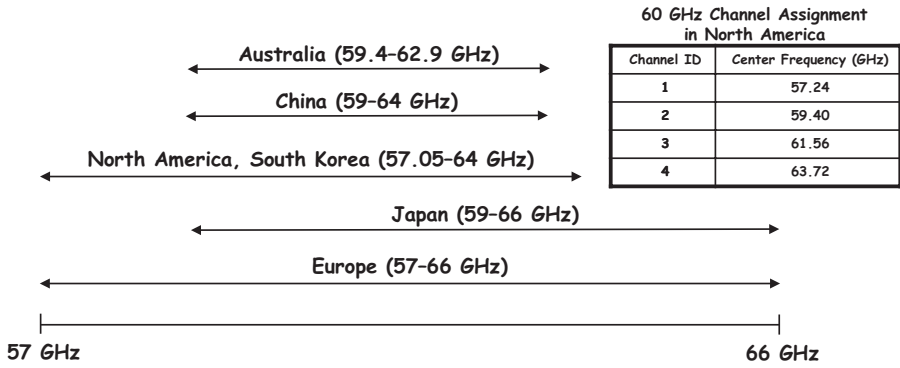 60 GHz Channel Assignment
in North America
Channel ID Center Frequency (GHz)
1 57.24
2 59.40
3 61.56
4 63.72
Australia (59.4–62.9 GHz)
China (59–64 GHz)
North America, South Korea (57.05–64 GHz)
Japan (59–66 GHz)
Europe (57–66 GHz)
57 GHz 66 GHz